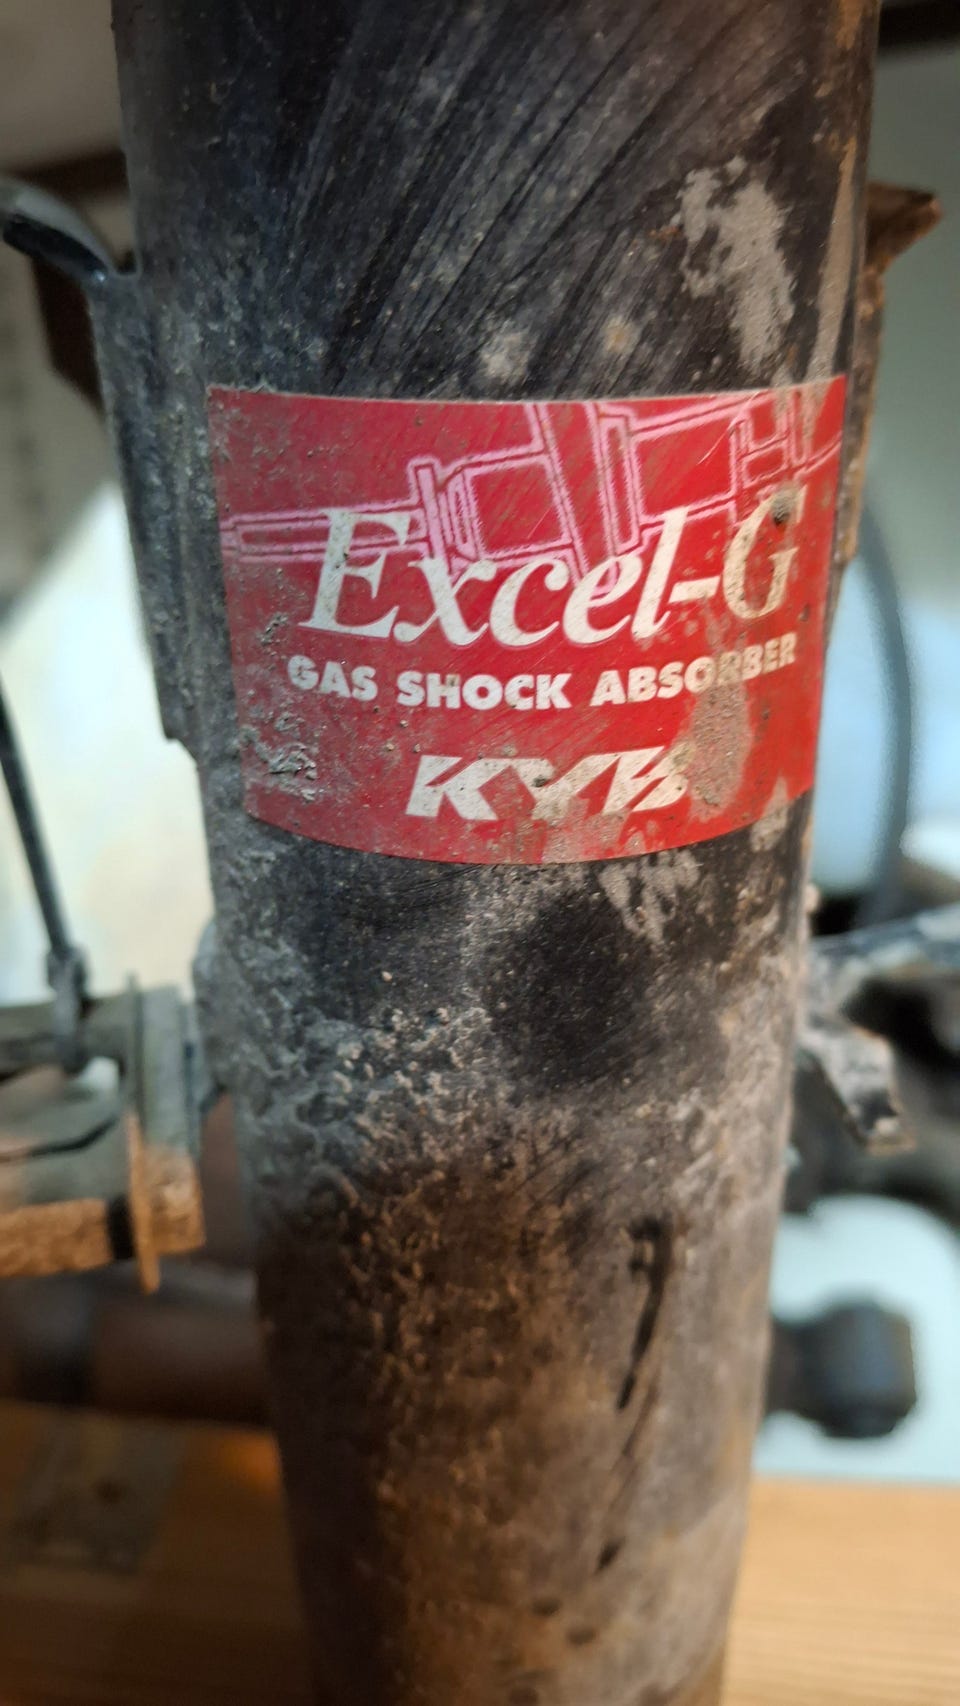 Excel-G
GAS SHOCK ABSORBER
KYB